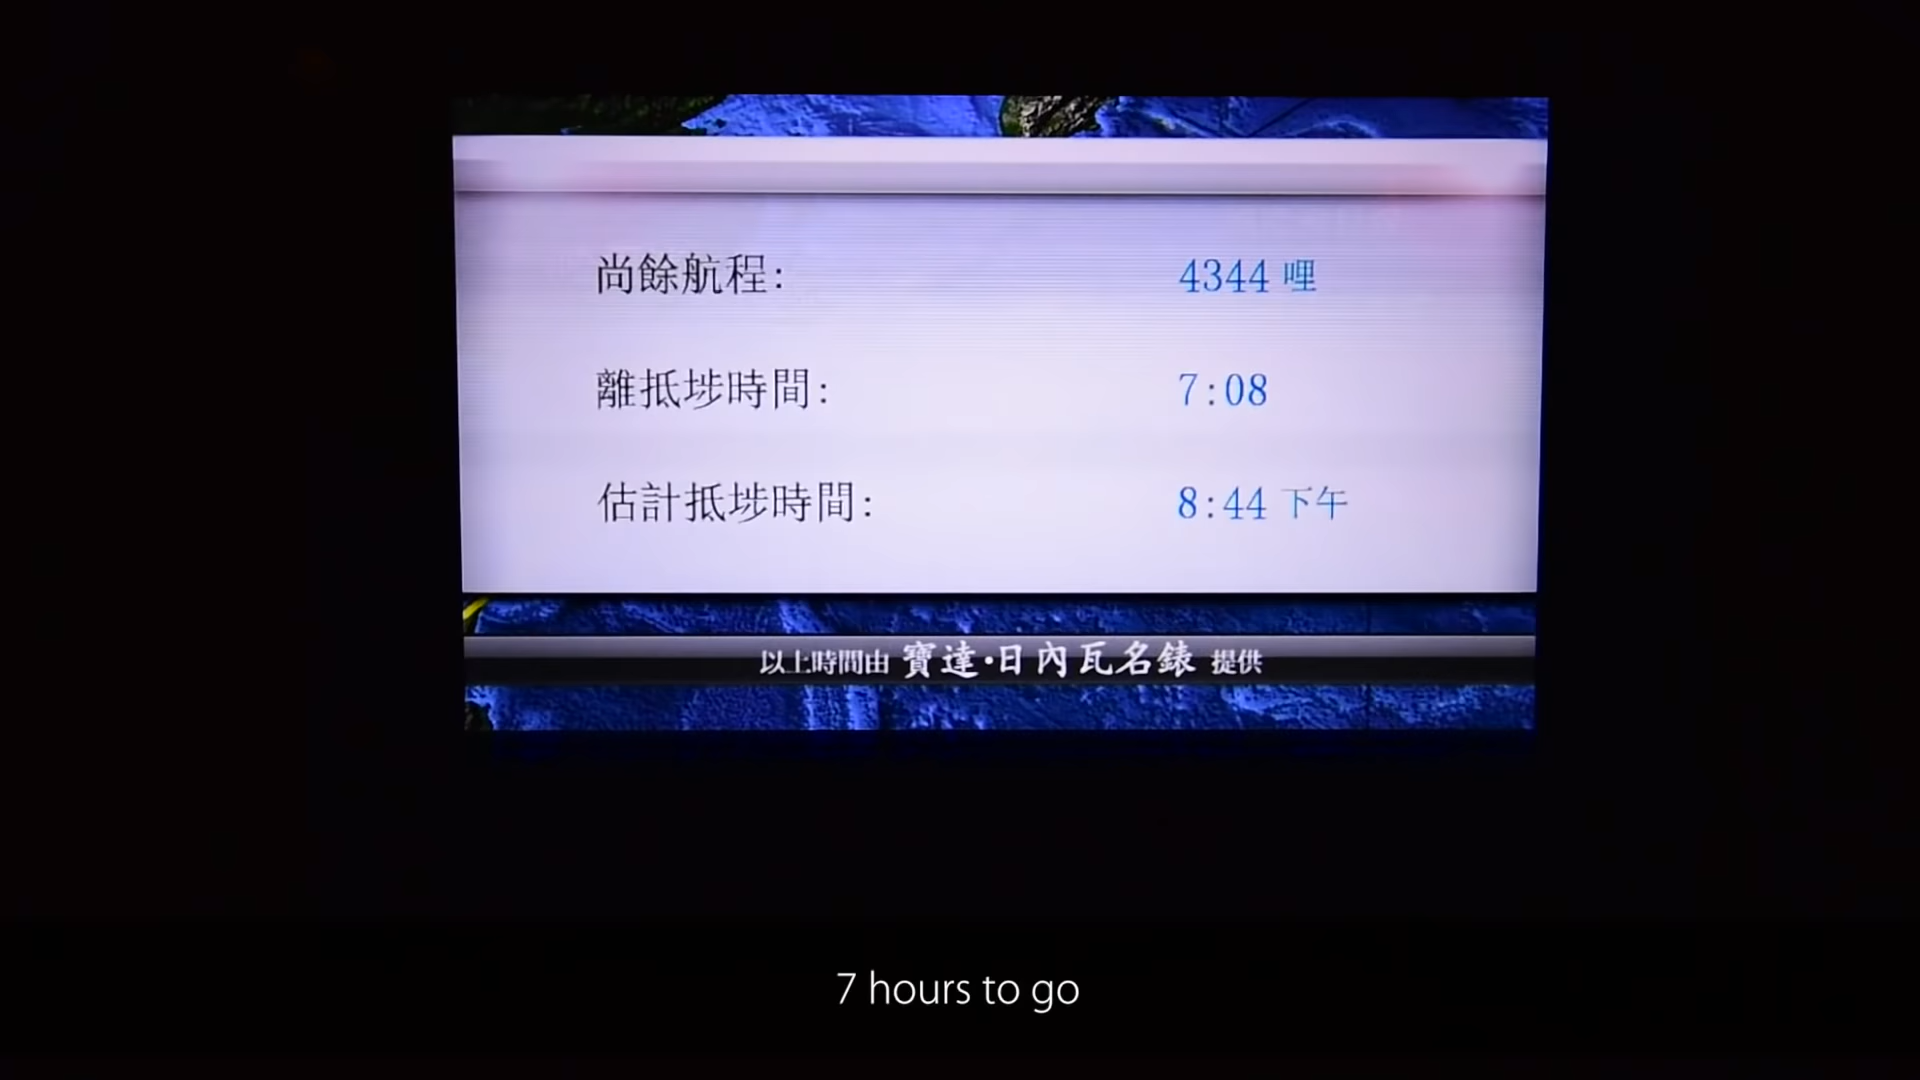 尚餘航程: 4344 哩
離抵埗時間: 7:08
估計抵埗時間: 8:44 下午
以上時間由 寶達·日內瓦名錶 提供
7 hours to go